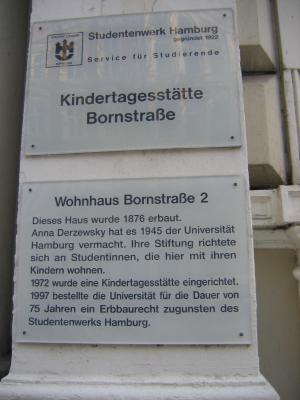 Studentenwerk Hamburg
gegründet 1922
Service für Studierende
Kindertagesstätte
Bornstraße
Wohnhaus Bornstraße 2
Dieses Haus wurde 1876 erbaut.
Anna Derzewsky hat es 1945 der Universität
Hamburg vermacht. Ihre Stiftung richtete
sich an Studentinnen, die hier mit ihren
Kindern wohnen.
1972 wurde eine Kindertagesstätte eingerichtet.
1997 bestellte die Universität für die Dauer von
75 Jahren ein Erbbaurecht zugunsten des
Studentenwerks Hamburg.